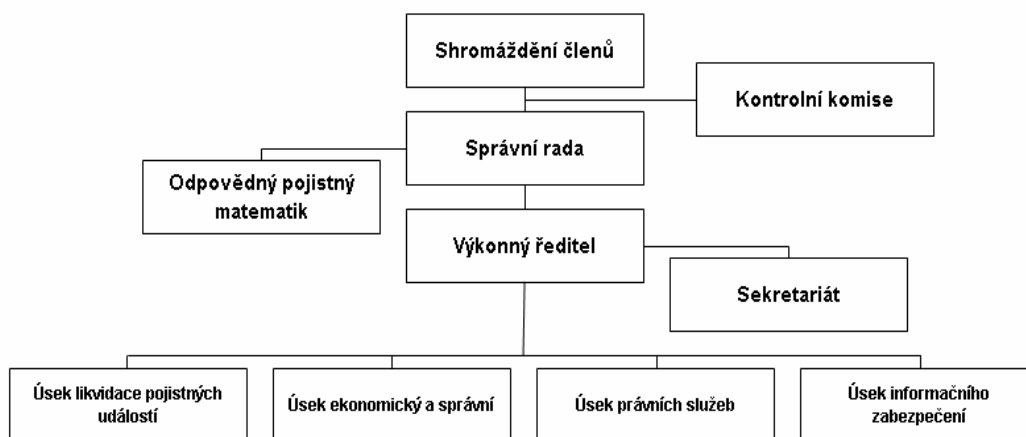 Shromáždění členů
Kontrolní komise
Správní rada
Odpovědný pojistný
matematik
Výkonný ředitel
Sekretariát
Úsek likvidace pojistných
událostí
Úsek ekonomický a správní
Úsek právních služeb
Úsek informačního
zabezpečení